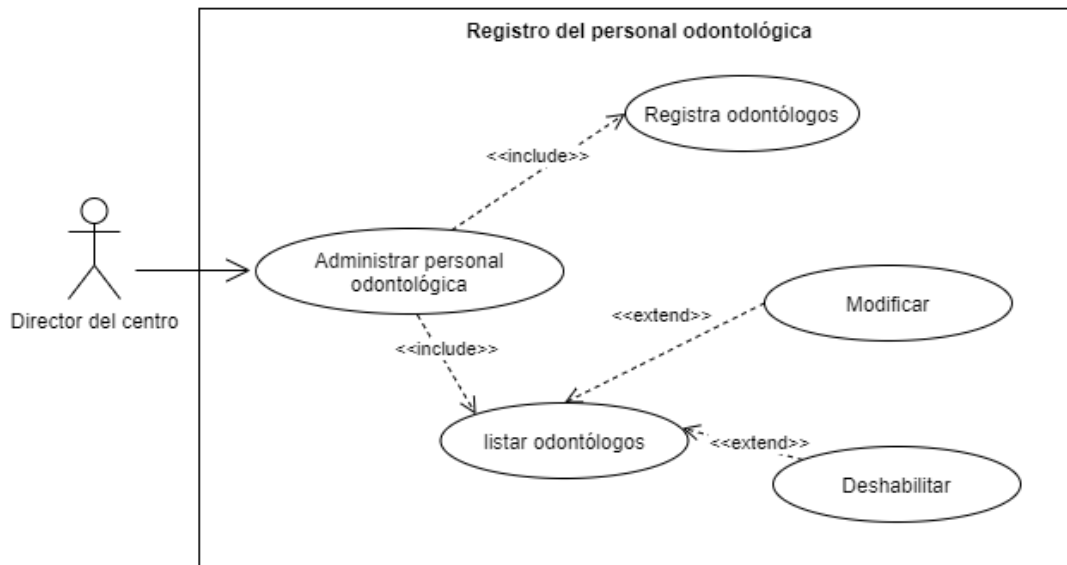 Registro del personal odontológica
Registra odontólogos
<<include>>
Administrar personal
odontológica
Director del centro
<<extend>>
Modificar
<<include>>
listar odontólogos
<<extend>>
Deshabilitar